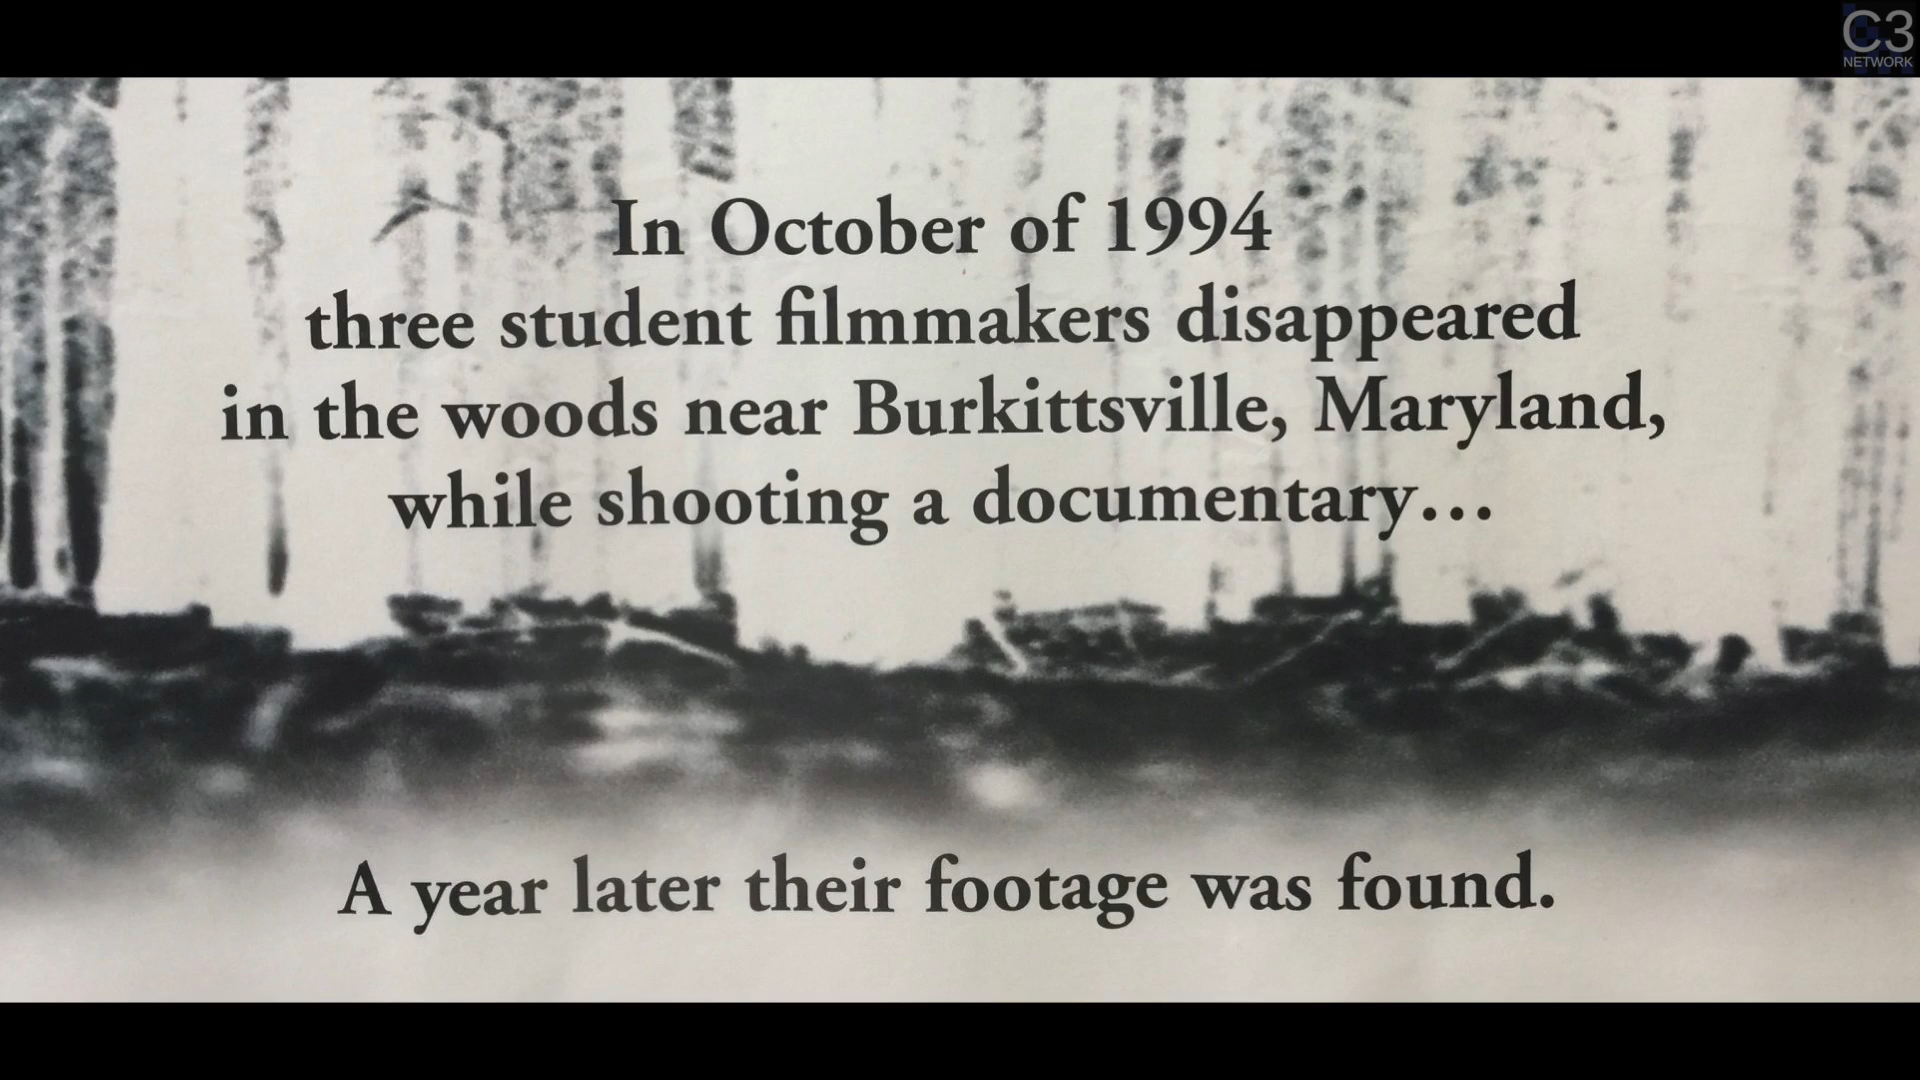 C3
NETWORK
In October of 1994
three student filmmakers disappeared
in the woods near Burkittsville, Maryland,
while shooting a documentary...
A year later their footage was found.